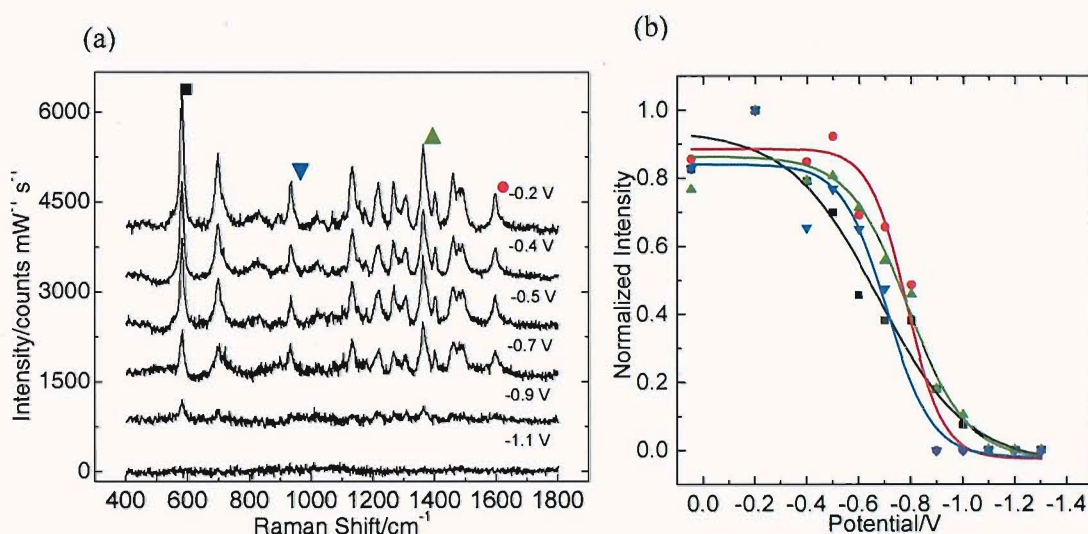 (a)
Intensity/counts mW⁻¹ s⁻¹
6000
4500
3000
1500
0
-0.2 V
-0.4 V
-0.5 V
-0.7 V
-0.9 V
-1.1 V
400 600 800 1000 1200 1400 1600 1800
Raman Shift/cm⁻¹
(b)
Normalized Intensity
1.0
0.8
0.6
0.4
0.2
0.0
0.0 -0.2 -0.4 -0.6 -0.8 -1.0 -1.2 -1.4
Potential/V